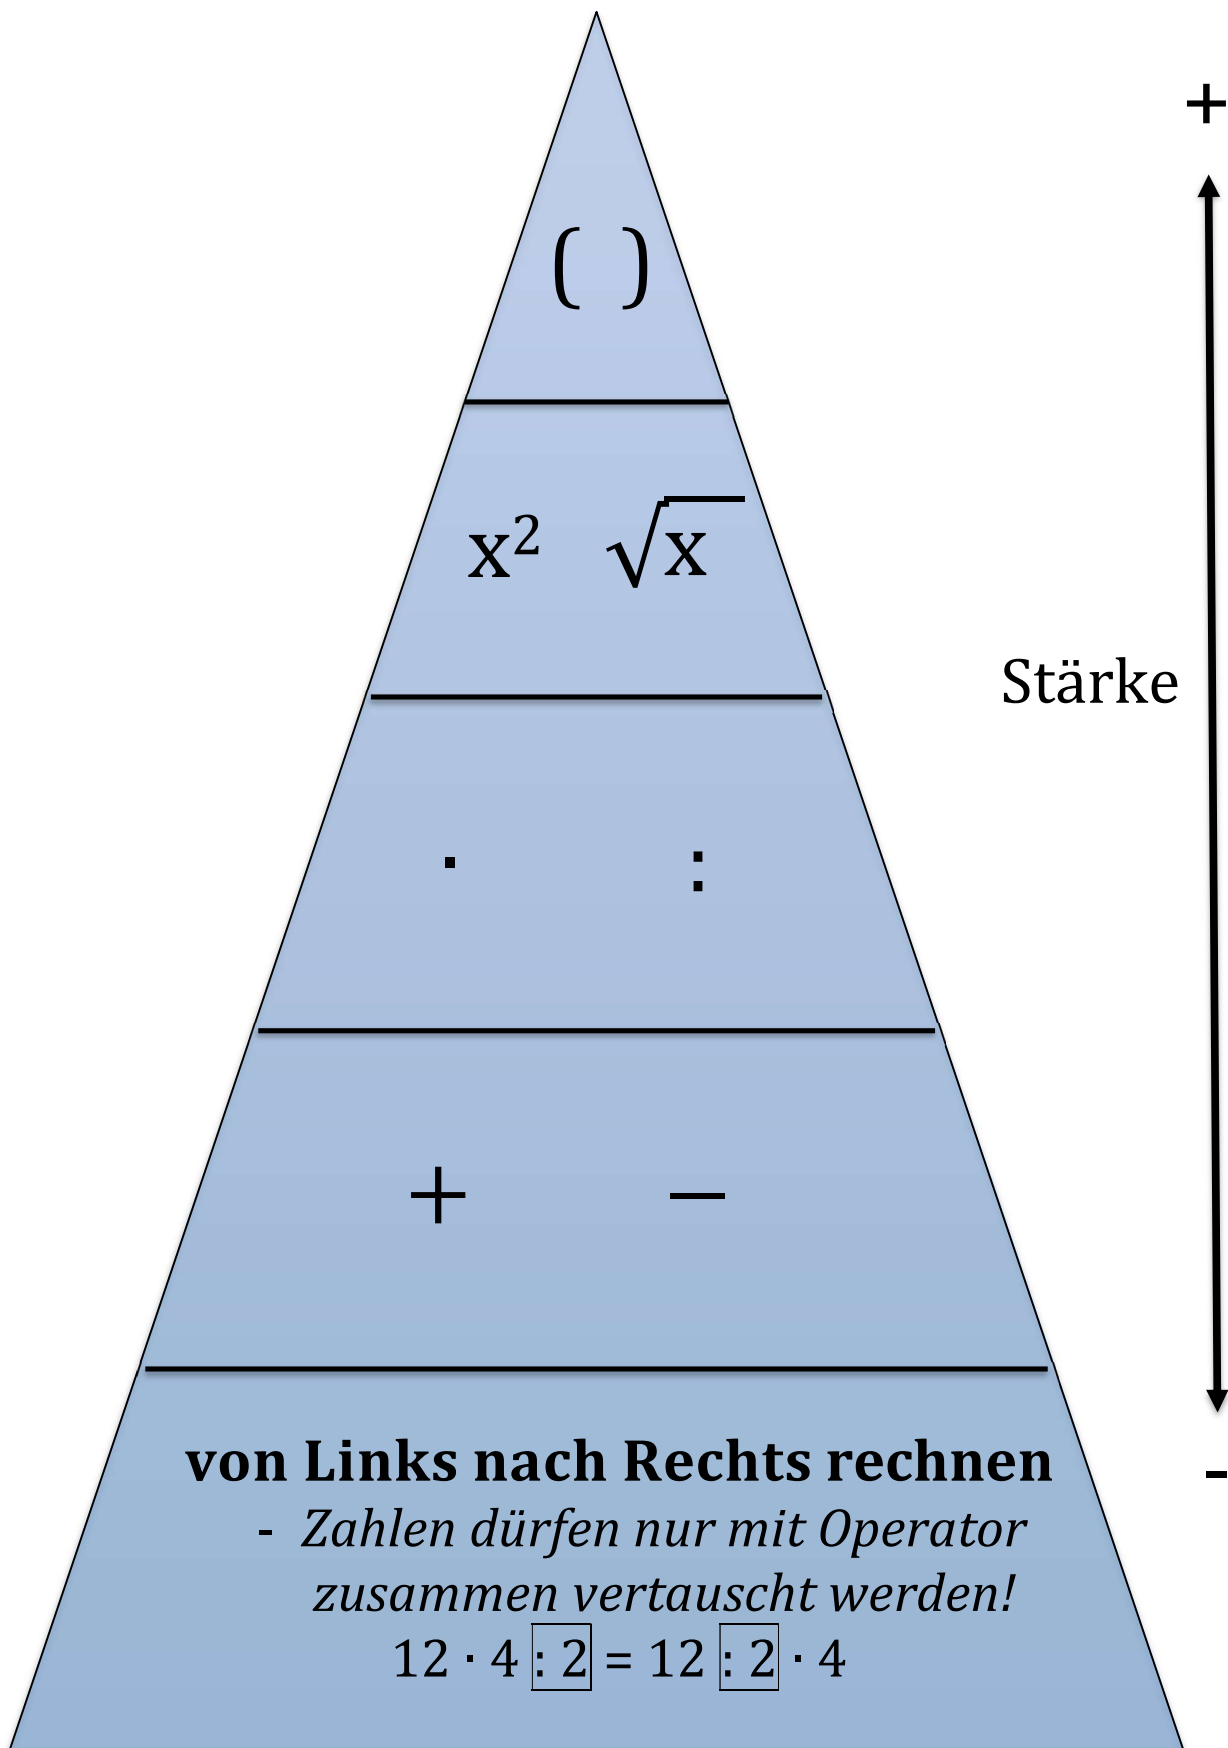 +
( )
x² √x
Stärke
· :
+ −
von Links nach Rechts rechnen
-
- Zahlen dürfen nur mit Operator
zusammen vertauscht werden!
12 · 4 : 2 = 12 : 2 · 4